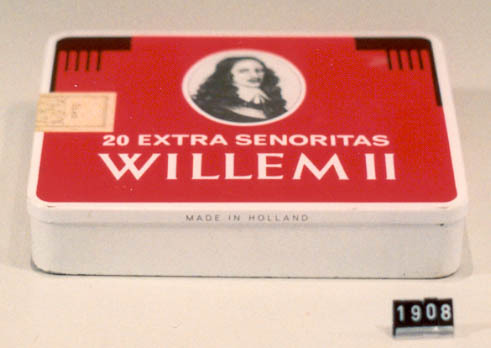 20 EXTRA SENORITAS
WILLEM II
MADE IN HOLLAND
1908